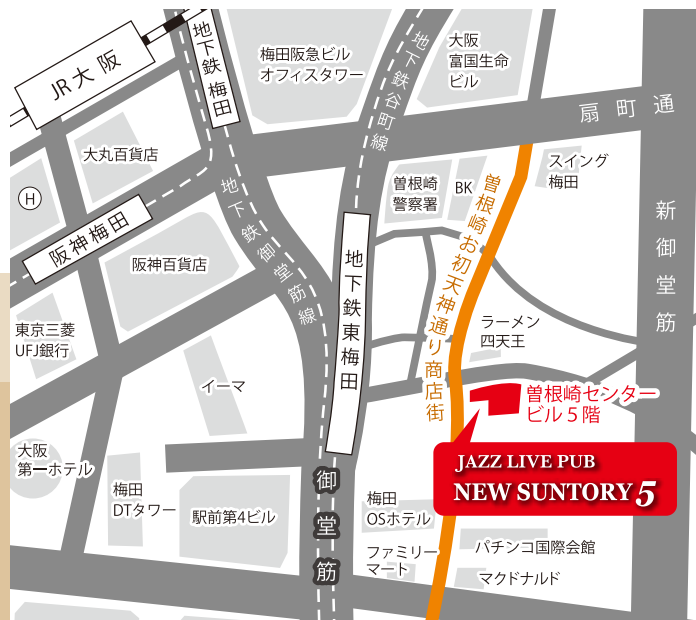 JR大阪
地下鉄梅田
梅田阪急ビル
オフィスタワー
地下鉄谷町線
大阪
富国生命
ビル
扇町通
大丸百貨店
H
阪神梅田
地下鉄御堂筋線
曽根崎
警察署
BK
スイング
梅田
曽根崎お初天神通り商店街
新御堂筋
阪神百貨店
地下鉄東梅田
東京三菱
UFJ銀行
イーマ
ラーメン
四天王
曽根崎センター
ビル5階
JAZZ LIVE PUB
NEW SUNTORY 5
大阪
第一ホテル
梅田
DTタワー
駅前第4ビル
御堂筋
梅田
OSホテル
ファミリー
マート
パチンコ国際会館
マクドナルド